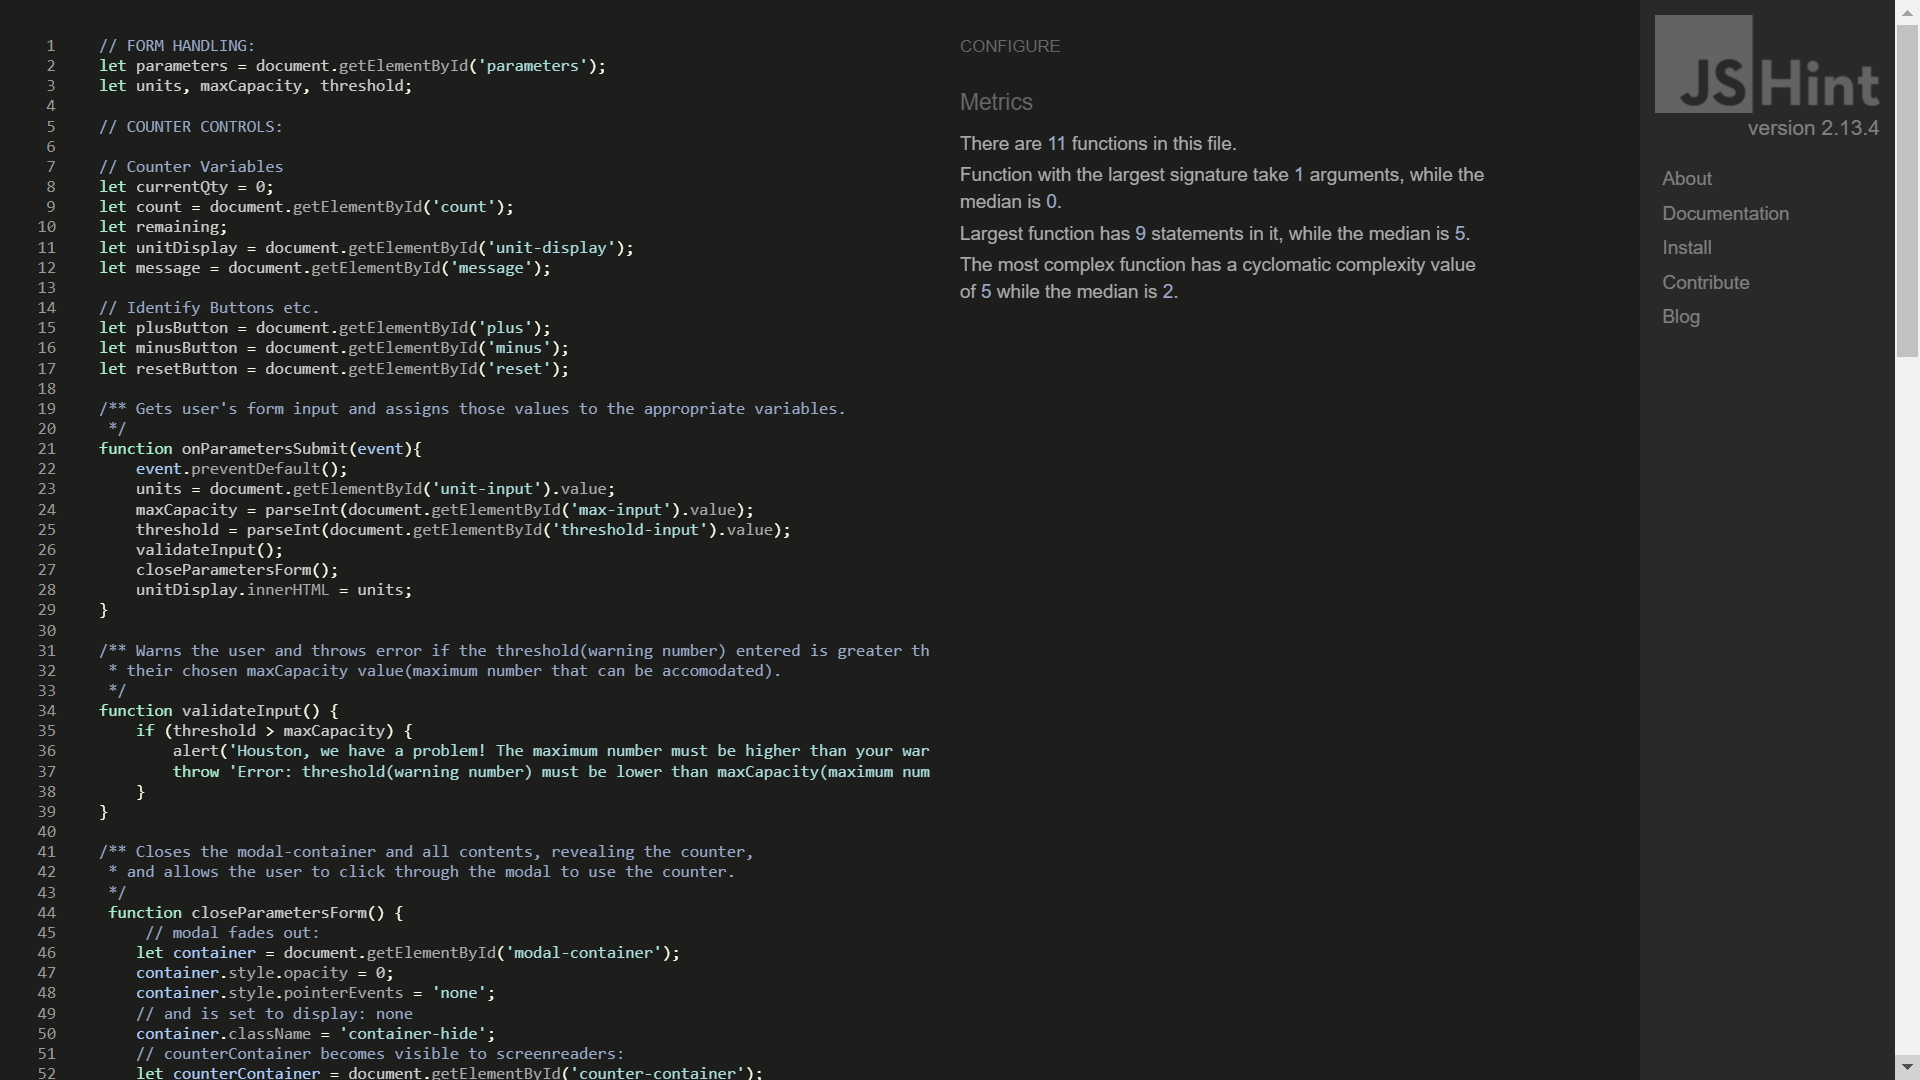 1 // FORM HANDLING:
2 let parameters = document.getElementById('parameters');
3 let units, maxCapacity, threshold;
4
5 // COUNTER CONTROLS:
6
7 // Counter Variables
8 let currentQty = 0;
9 let count = document.getElementById('count');
10 let remaining;
11 let unitDisplay = document.getElementById('unit-display');
12 let message = document.getElementById('message');
13
14 // Identify Buttons etc.
15 let plusButton = document.getElementById('plus');
16 let minusButton = document.getElementById('minus');
17 let resetButton = document.getElementById('reset');
18
19 /** Gets user's form input and assigns those values to the appropriate variables.
20 */
21 function onParametersSubmit(event){
22 event.preventDefault();
23 units = document.getElementById('unit-input').value;
24 maxCapacity = parseInt(document.getElementById('max-input').value);
25 threshold = parseInt(document.getElementById('threshold-input').value);
26 validateInput();
27 closeParametersForm();
28 unitDisplay.innerHTML = units;
29 }
30
31 /** Warns the user and throws error if the threshold(warning number) entered is greater th
32 * their chosen maxCapacity value(maximum number that can be accomodated).
33 */
34 function validateInput() {
35 if (threshold > maxCapacity) {
36 alert('Houston, we have a problem! The maximum number must be higher than your war
37 throw 'Error: threshold(warning number) must be lower than maxCapacity(maximum num
38 }
39 }
40
41 /** Closes the modal-container and all contents, revealing the counter,
42 * and allows the user to click through the modal to use the counter.
43 */
44 function closeParametersForm() {
45 // modal fades out:
46 let container = document.getElementById('modal-container');
47 container.style.opacity = 0;
48 container.style.pointerEvents = 'none';
49 // and is set to display: none
50 container.className = 'container-hide';
51 // counterContainer becomes visible to screenreaders:
52 let counterContainer = document.getElementById('counter-container');
CONFIGURE
Metrics
There are 11 functions in this file.
Function with the largest signature take 1 arguments, while the
median is 0.
Largest function has 9 statements in it, while the median is 5.
The most complex function has a cyclomatic complexity value
of 5 while the median is 2.
JSHint
version 2.13.4
About
Documentation
Install
Contribute
Blog